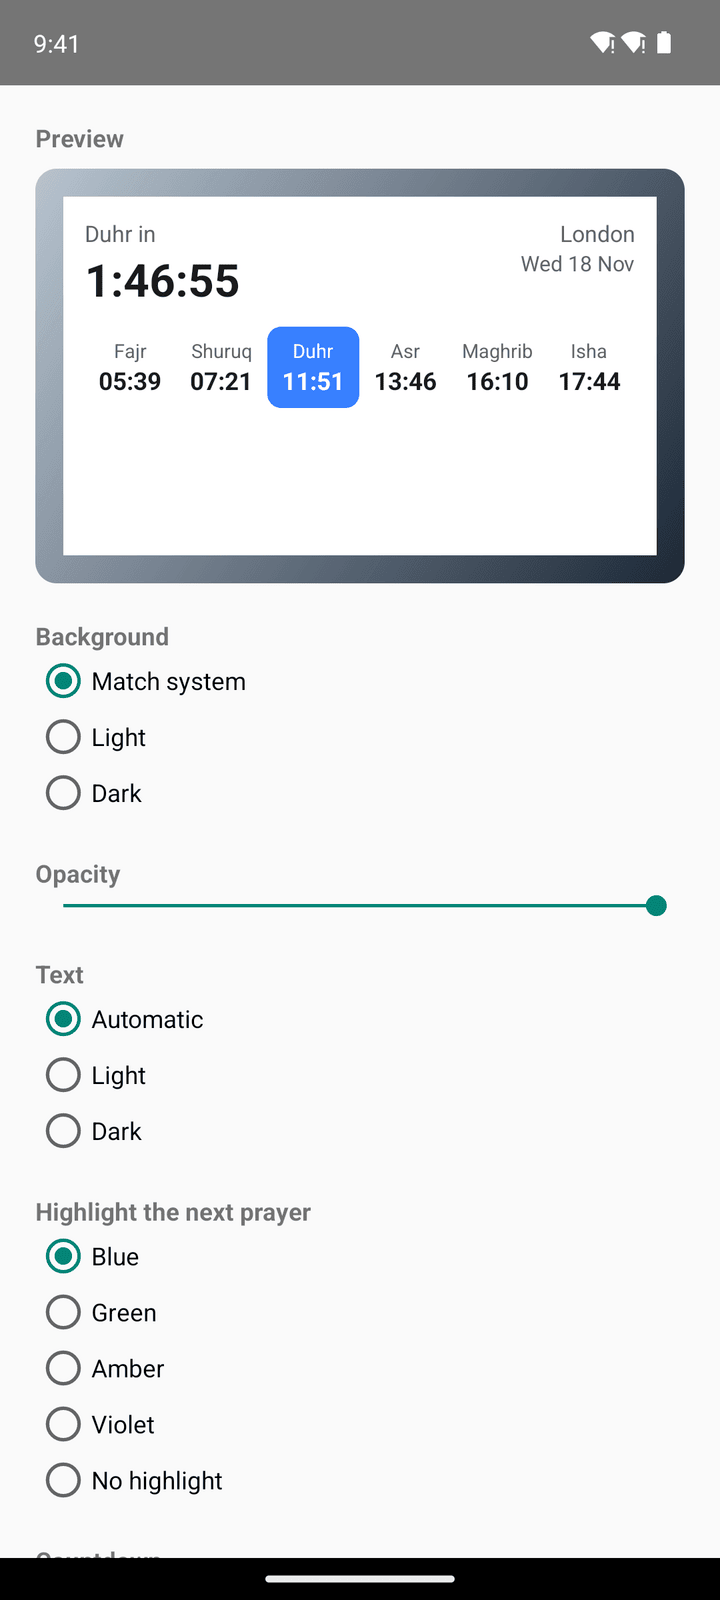 9:41
Preview
Duhr in
London
1:46:55
Wed 18 Nov
Fajr Shuruq Duhr Asr Maghrib Isha
05:39 07:21 11:51 13:46 16:10 17:44
Background
Match system
Light
Dark
Opacity
Text
Automatic
Light
Dark
Highlight the next prayer
Blue
Green
Amber
Violet
No highlight